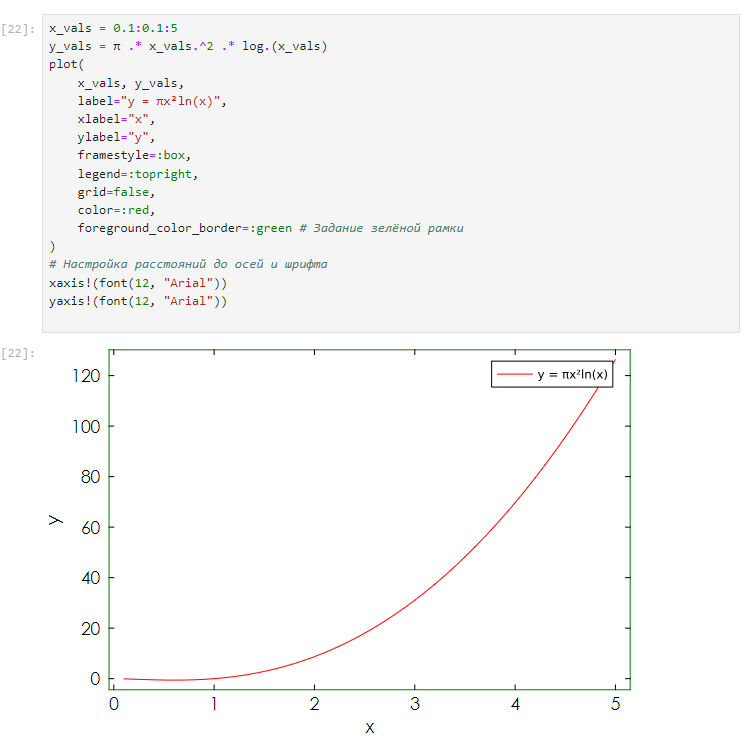 [22]:
x_vals = 0.1:0.1:5
y_vals = π .* x_vals.^2 .* log.(x_vals)
plot(
    x_vals, y_vals,
    label="y = πx²ln(x)",
    xlabel="x",
    ylabel="y",
    framestyle=:box,
    legend=:topright,
    grid=false,
    color=:red,
    foreground_color_border=:green # Задание зелёной рамки
)
# Настройка расстояний до осей и шрифта
xaxis!(font(12, "Arial"))
yaxis!(font(12, "Arial"))
[22]:
y = πx²ln(x)
120
100
80
60
40
20
0
y
0 1 2 3 4 5
x